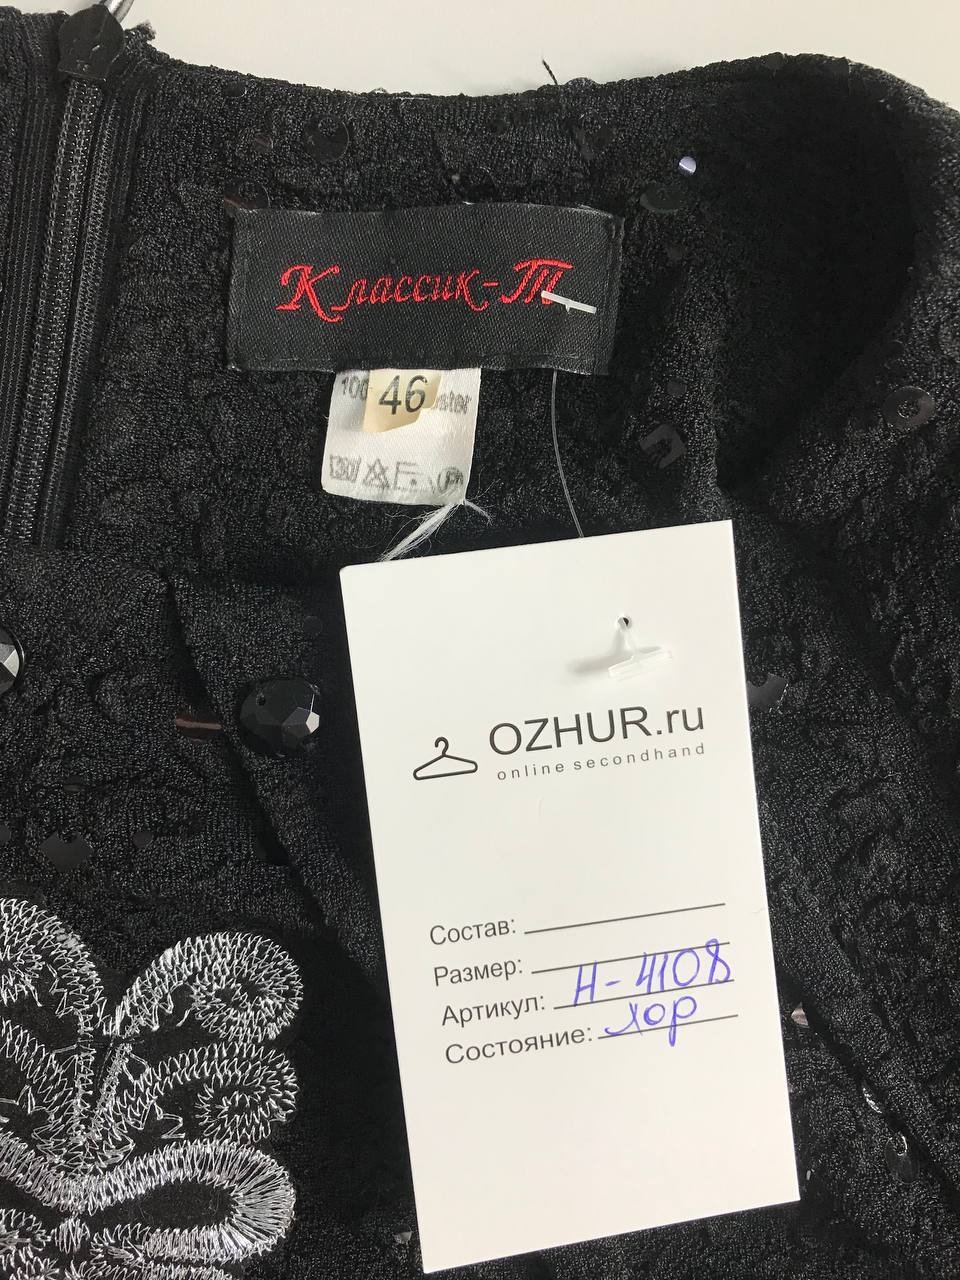 Классик-Т
46
OZHUR.ru
online secondhand
Состав:
Размер:
Артикул: Н-4108
Состояние: хор